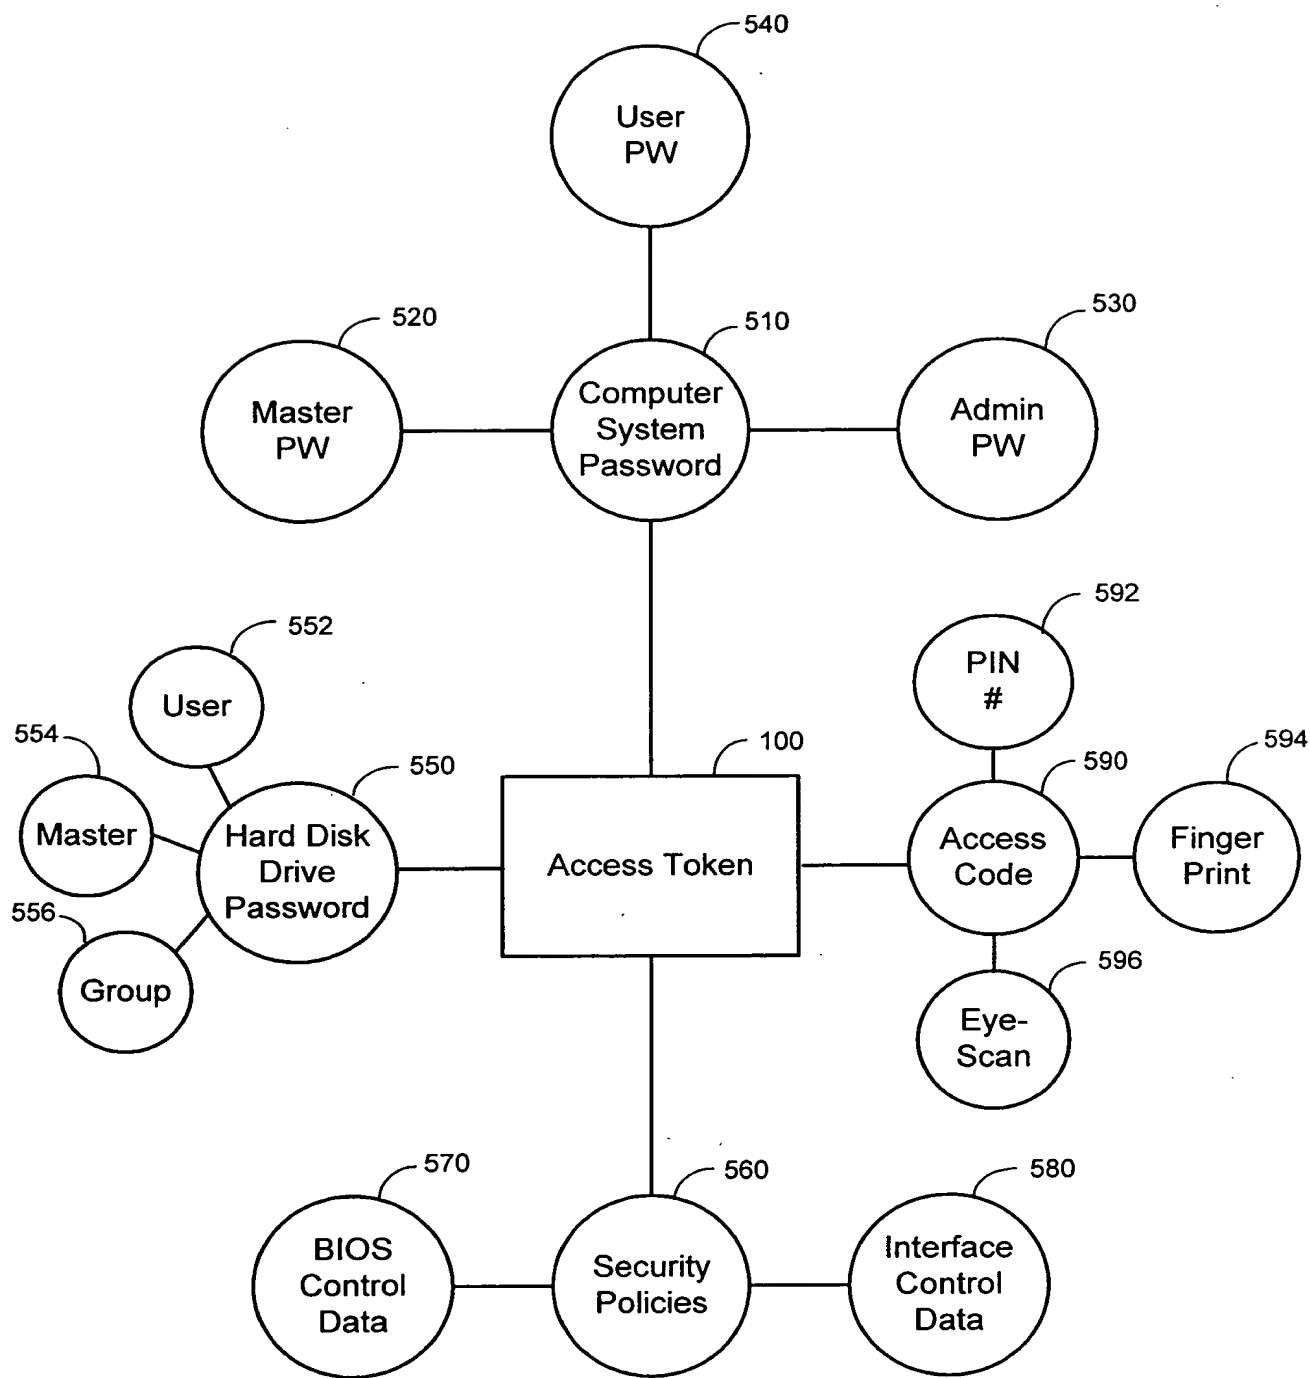 540
User
PW
520
510
530
Master
PW
Computer
System
Password
Admin
PW
592
552
PIN
#
User
554
550
100
590
594
Master
Hard Disk
Drive
Password
Access Token
Access
Code
Finger
Print
556
Group
596
Eye-
Scan
570
560
580
BIOS
Control
Data
Security
Policies
Interface
Control
Data